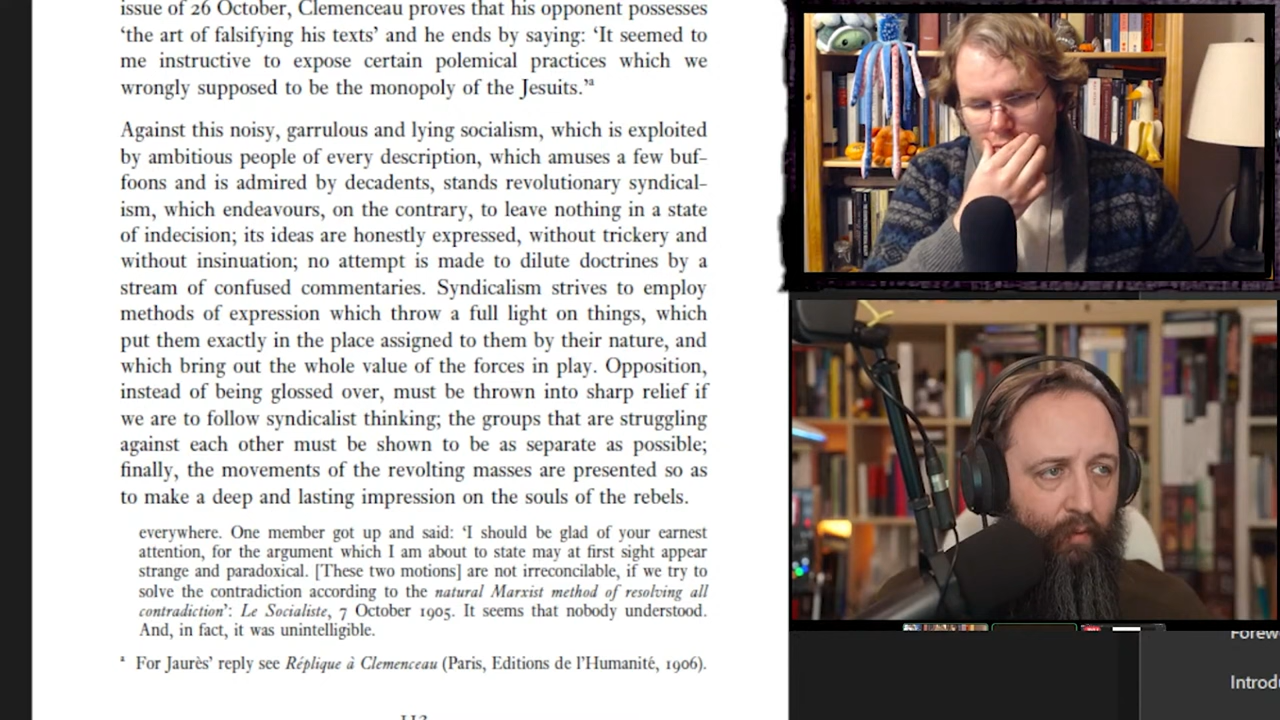 issue of 26 October, Clemenceau proves that his opponent possesses
‘the art of falsifying his texts’ and he ends by saying: ‘It seemed to
me instructive to expose certain polemical practices which we
wrongly supposed to be the monopoly of the Jesuits.’ª
Against this noisy, garrulous and lying socialism, which is exploited
by ambitious people of every description, which amuses a few buf-
foons and is admired by decadents, stands revolutionary syndical-
ism, which endeavours, on the contrary, to leave nothing in a state
of indecision; its ideas are honestly expressed, without trickery and
without insinuation; no attempt is made to dilute doctrines by a
stream of confused commentaries. Syndicalism strives to employ
methods of expression which throw a full light on things, which
put them exactly in the place assigned to them by their nature, and
which bring out the whole value of the forces in play. Opposition,
instead of being glossed over, must be thrown into sharp relief if
we are to follow syndicalist thinking; the groups that are struggling
against each other must be shown to be as separate as possible;
finally, the movements of the revolting masses are presented so as
to make a deep and lasting impression on the souls of the rebels.
everywhere. One member got up and said: ‘I should be glad of your earnest
attention, for the argument which I am about to state may at first sight appear
strange and paradoxical. [These two motions] are not irreconcilable, if we try to
solve the contradiction according to the natural Marxist method of resolving all
contradiction’: Le Socialiste, 7 October 1905. It seems that nobody understood.
And, in fact, it was unintelligible.
ª For Jaurès’ reply see Réplique à Clemenceau (Paris, Editions de l’Humanité, 1906).
Forew
Introdu